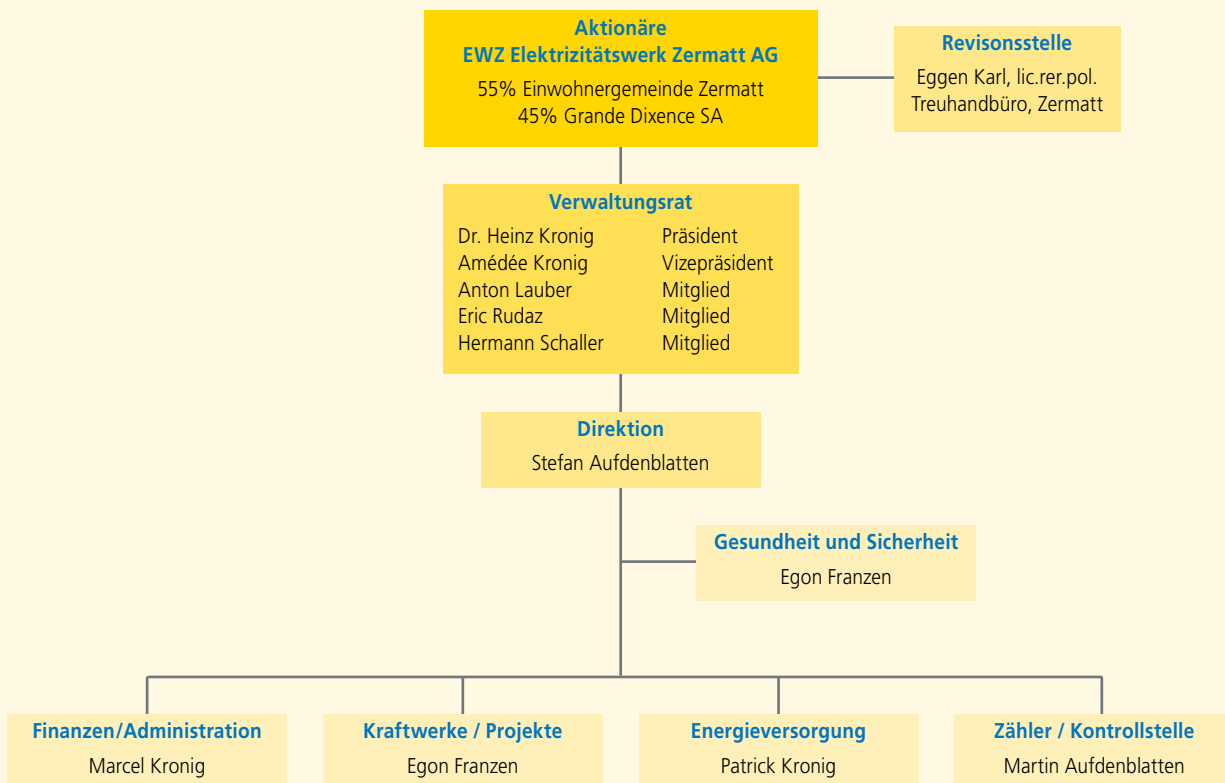 Aktionäre
EWZ Elektrizitätswerk Zermatt AG
55% Einwohnergemeinde Zermatt
45% Grande Dixence SA
Revisonsstelle
Eggen Karl, lic.rer.pol.
Treuhandbüro, Zermatt
Verwaltungsrat
Dr. Heinz Kronig Präsident
Amédée Kronig Vizepräsident
Anton Lauber Mitglied
Eric Rudaz Mitglied
Hermann Schaller Mitglied
Direktion
Stefan Aufdenblatten
Gesundheit und Sicherheit
Egon Franzen
Finanzen/Administration
Marcel Kronig
Kraftwerke / Projekte
Egon Franzen
Energieversorgung
Patrick Kronig
Zähler / Kontrollstelle
Martin Aufdenblatten